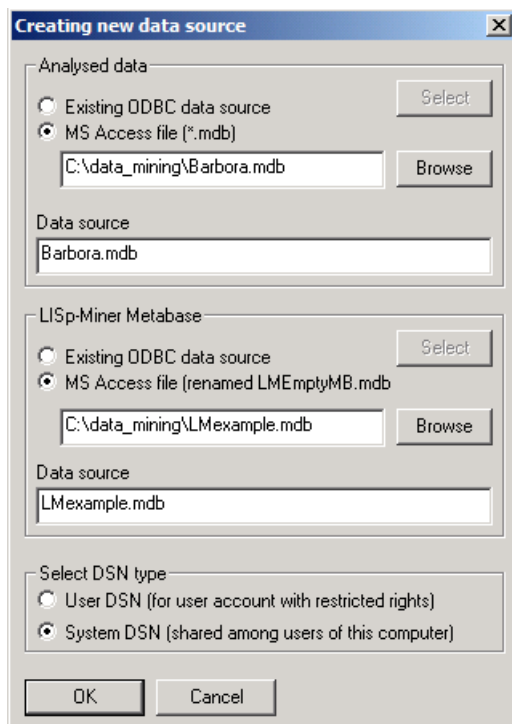 Creating new data source
Analysed data
Existing ODBC data source
Select
MS Access file (*.mdb)
C:\data_mining\Barbora.mdb
Browse
Data source
Barbora.mdb
LISp-Miner Metabase
Existing ODBC data source
Select
MS Access file (renamed LMEmptyMB.mdb
C:\data_mining\LMexample.mdb
Browse
Data source
LMexample.mdb
Select DSN type
User DSN (for user account with restricted rights)
System DSN (shared among users of this computer)
OK
Cancel